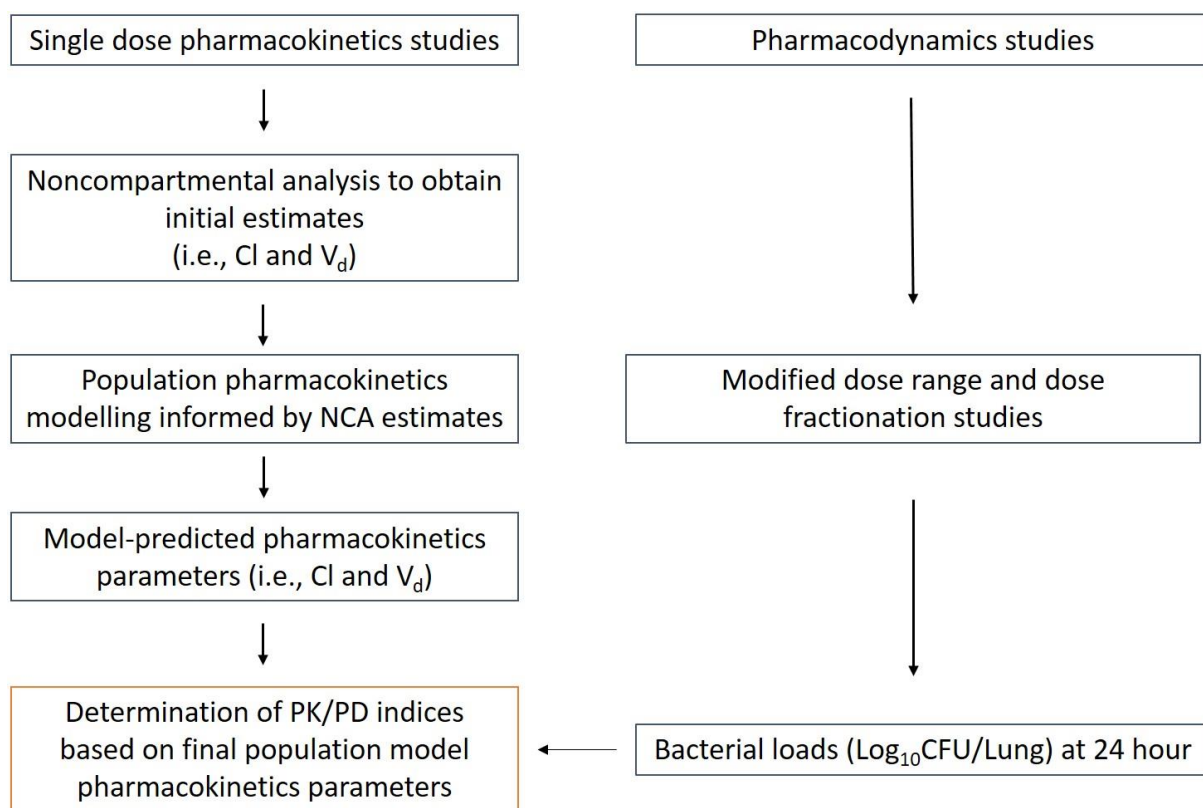 Single dose pharmacokinetics studies
Noncompartmental analysis to obtain
initial estimates
(i.e., Cl and Vd)
Population pharmacokinetics
modelling informed by NCA estimates
Model-predicted pharmacokinetics
parameters (i.e., Cl and Vd)
Determination of PK/PD indices
based on final population model
pharmacokinetics parameters
Pharmacodynamics studies
Modified dose range and dose
fractionation studies
Bacterial loads (Log10CFU/Lung) at 24 hour